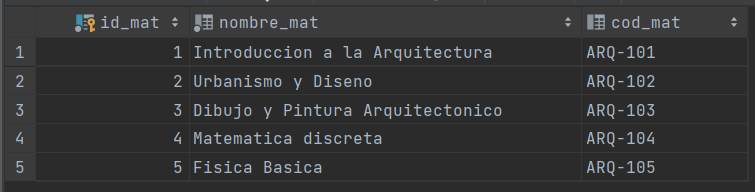 id_mat nombre_mat cod_mat
1 1 Introduccion a la Arquitectura ARQ-101
2 2 Urbanismo y Diseno ARQ-102
3 3 Dibujo y Pintura Arquitectonico ARQ-103
4 4 Matematica discreta ARQ-104
5 5 Fisica Basica ARQ-105